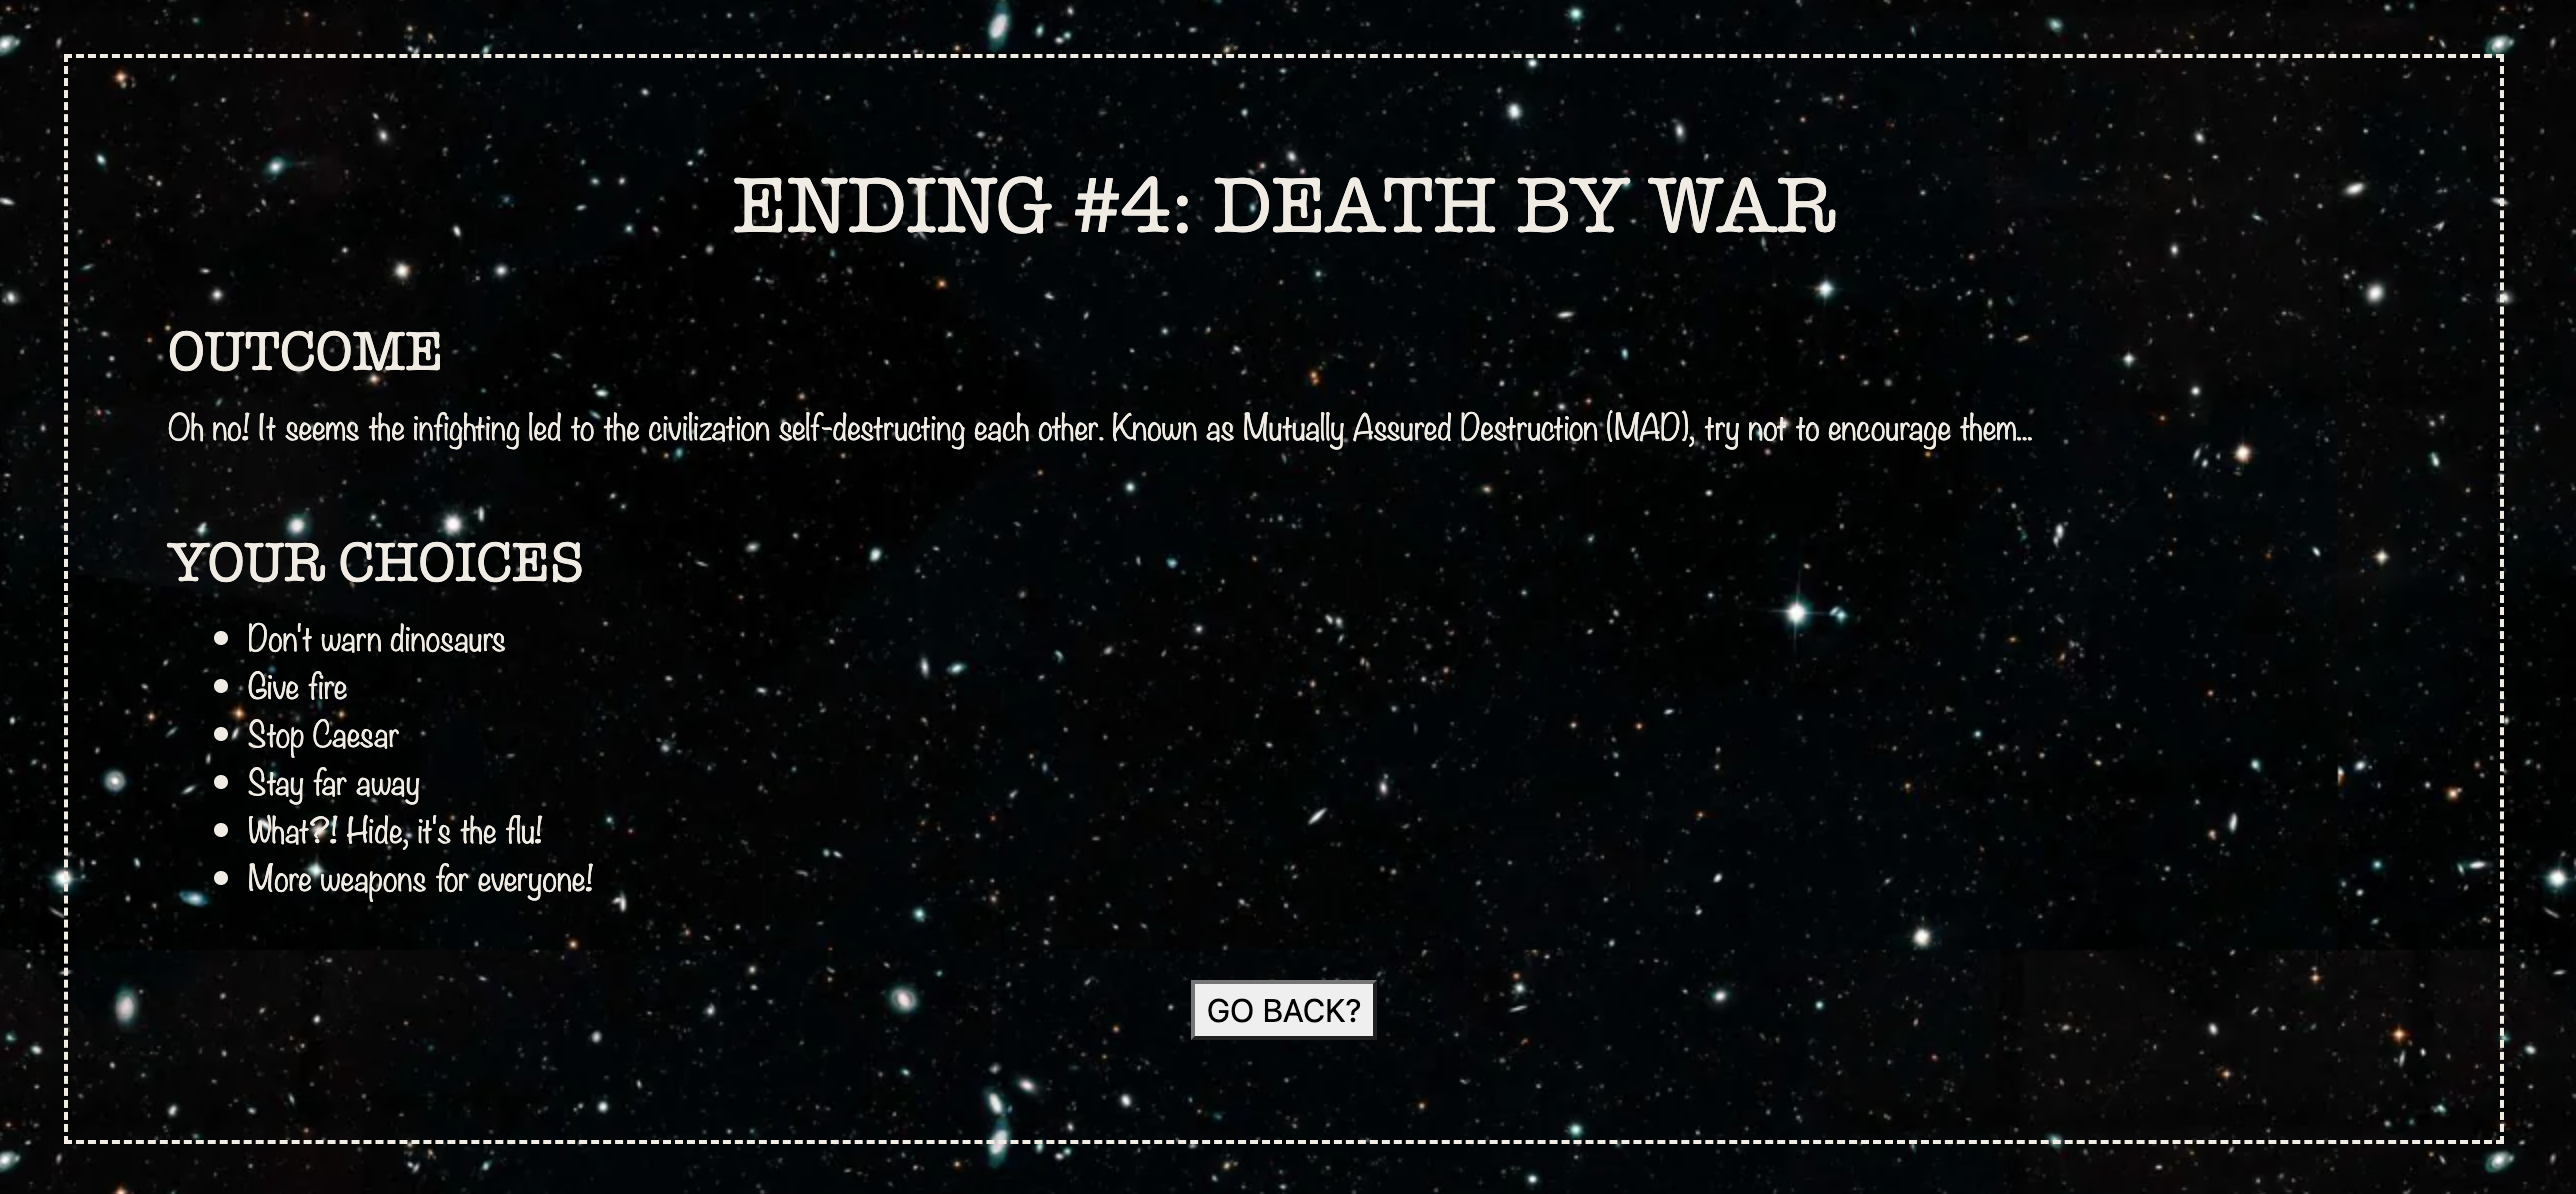 ENDING #4: DEATH BY WAR
OUTCOME
Oh no! It seems the infighting led to the civilization self-destructing each other. Known as Mutually Assured Destruction (MAD), try not to encourage them...
YOUR CHOICES
Don't warn dinosaurs
Give fire
Stop Caesar
Stay far away
What?! Hide, it's the flu!
More weapons for everyone!
GO BACK?